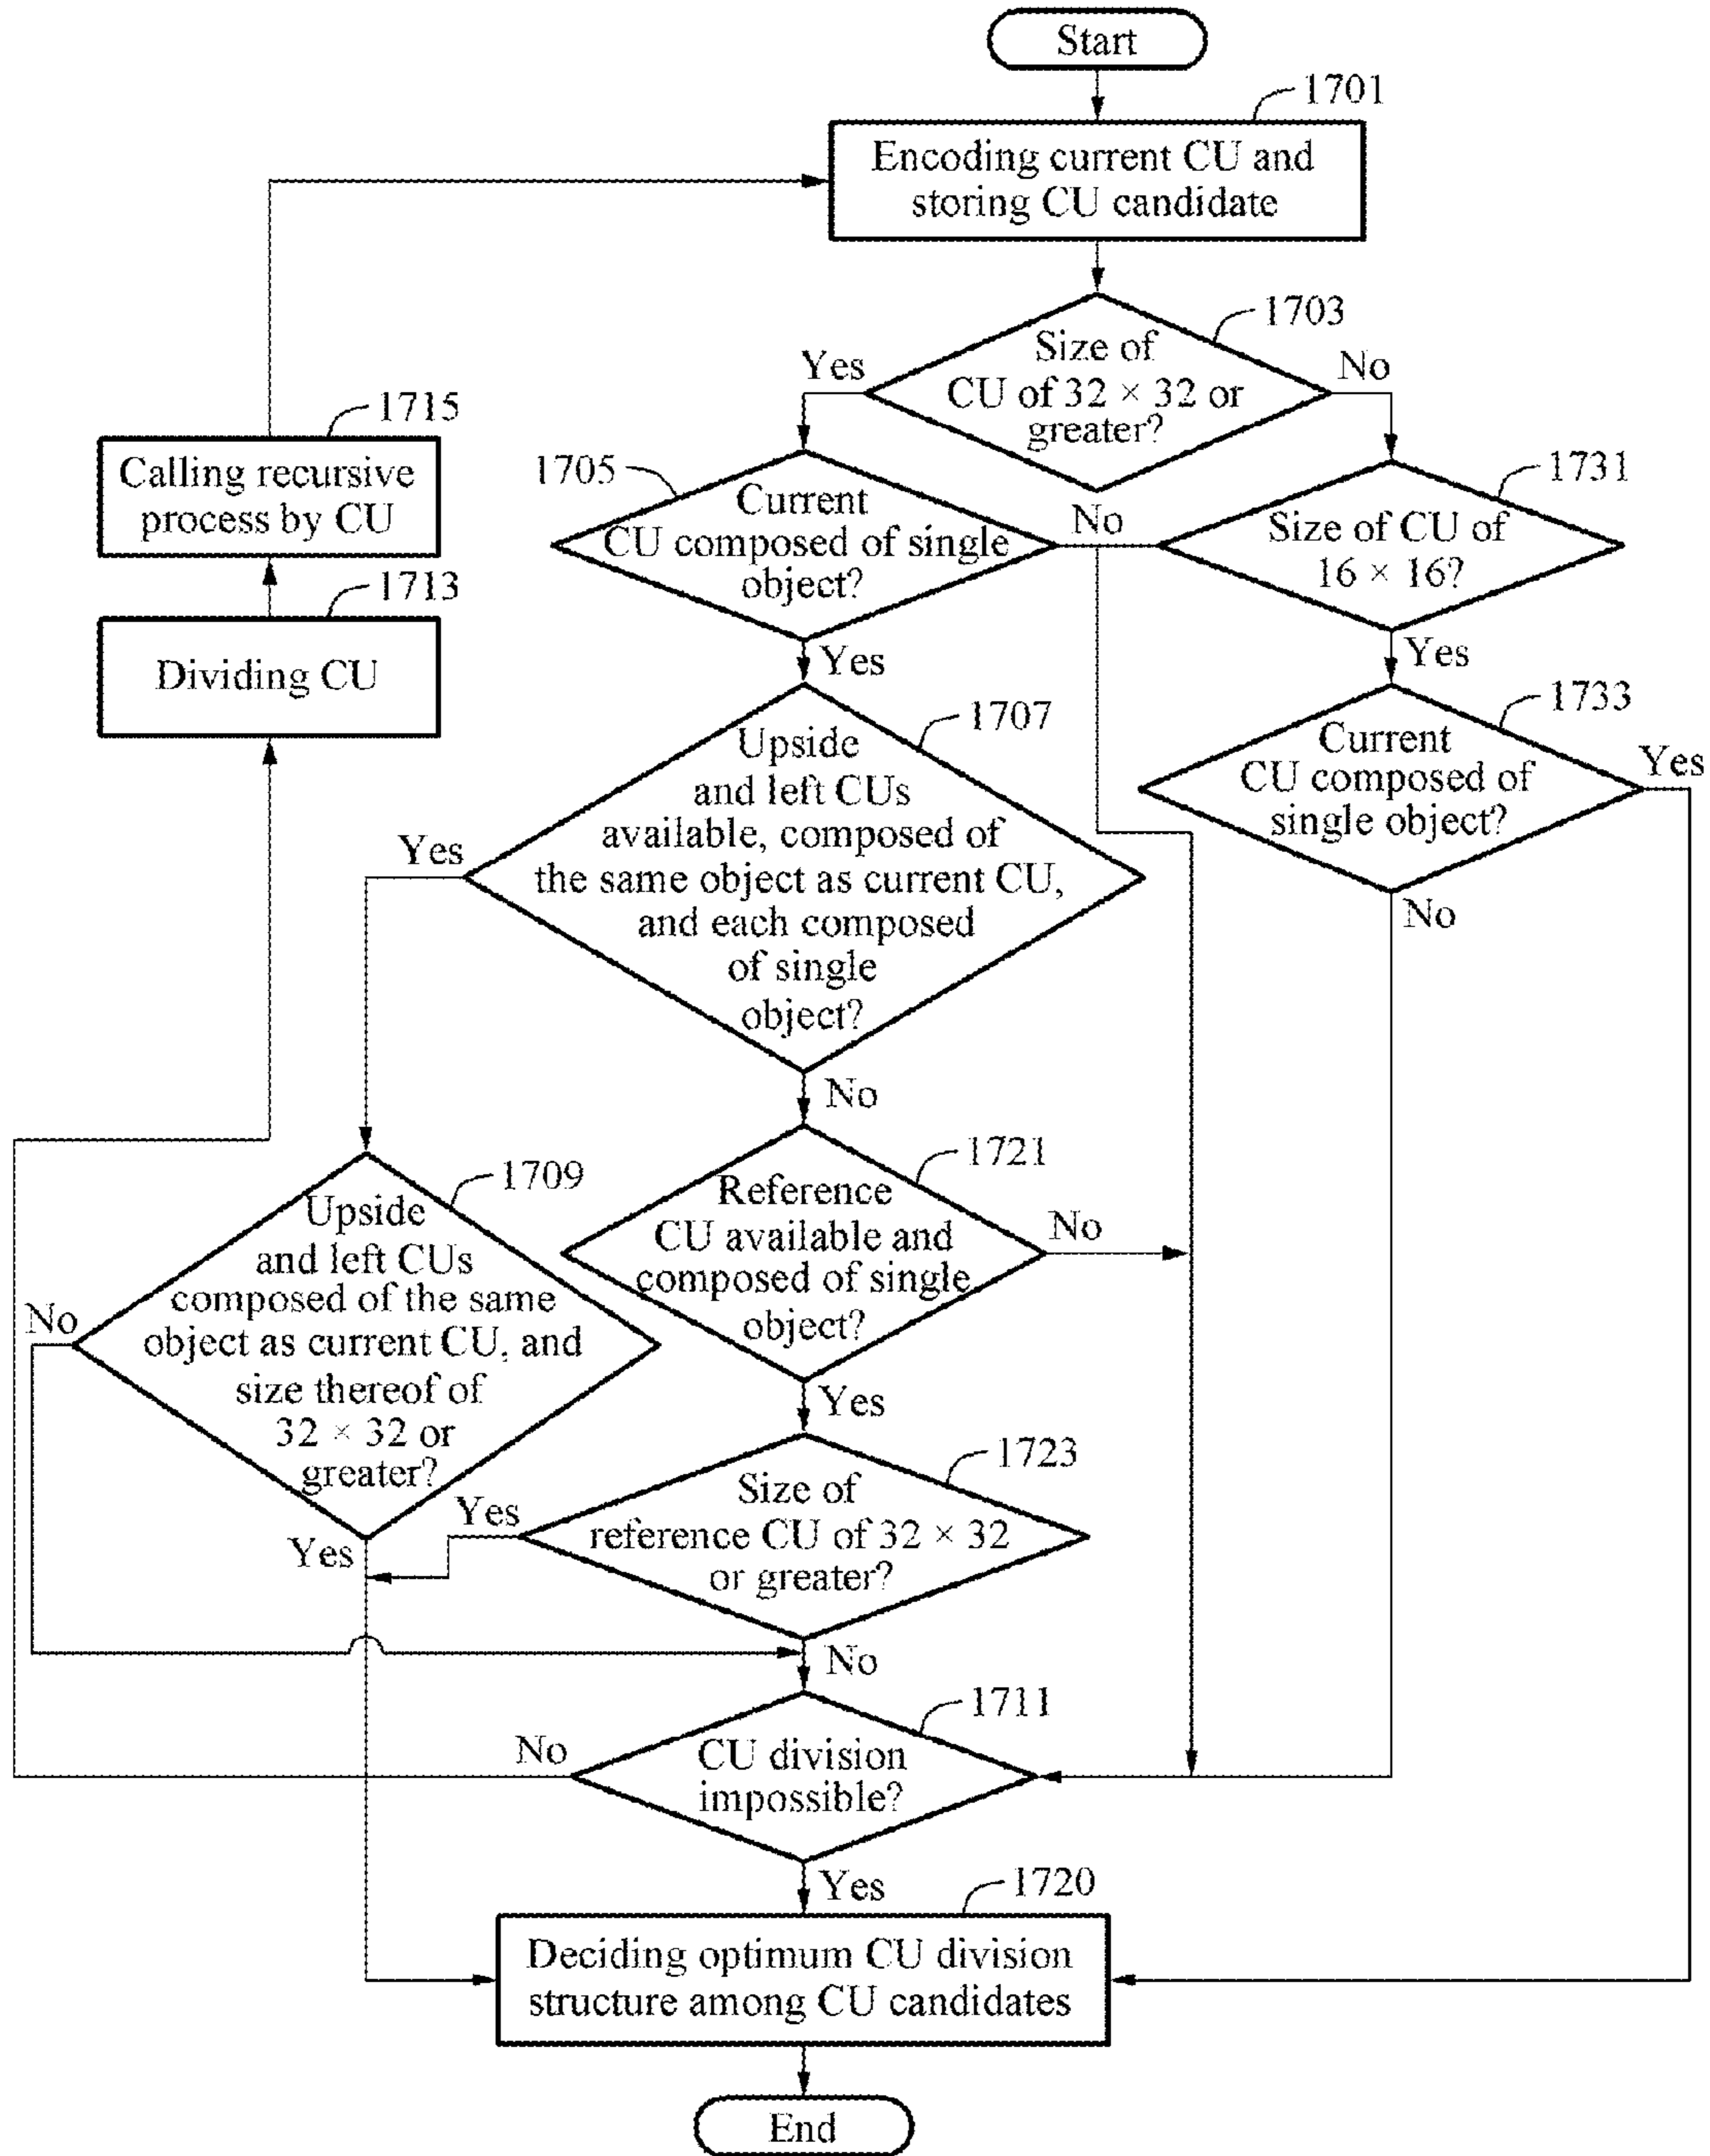 Start
1701
Encoding current CU and
storing CU candidate
1703
Size of
CU of 32 × 32 or
greater?
Yes
No
1715
Calling recursive
process by CU
1705
Current
CU composed of single
object?
No
1731
Size of CU of
16 × 16?
1713
Dividing CU
Yes
Yes
1707
Upside
and left CUs
available, composed of
the same object as current CU,
and each composed
of single
object?
Yes
1733
Current
CU composed of
single object?
Yes
No
No
1709
Upside
and left CUs
composed of the same
object as current CU, and
size thereof of
32 × 32 or
greater?
No
1721
Reference
CU available and
composed of single
object?
No
Yes
1723
Size of
reference CU of 32 × 32
or greater?
Yes
Yes
No
1711
CU division
impossible?
No
Yes
1720
Deciding optimum CU division
structure among CU candidates
End